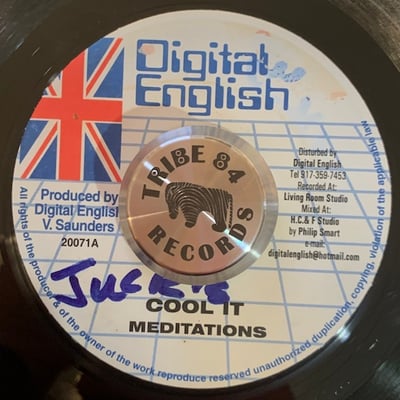 Digital
English
TRIBE 84
RECORDS
Produced by
Digital English
V. Saunders
20071A
Disturbed by
Digital English
Tel 917-359-7453
Recorded At:
Living Room Studio
Mixed At:
H.C.& F Studio
by Philip Smart
e-mail:
digitalenglish@hotmail.com
COOL IT
MEDITATIONS
All rights of the producer & of the owner of the work reproduce reserved unauthorized duplication, copying, violation of the applicable law